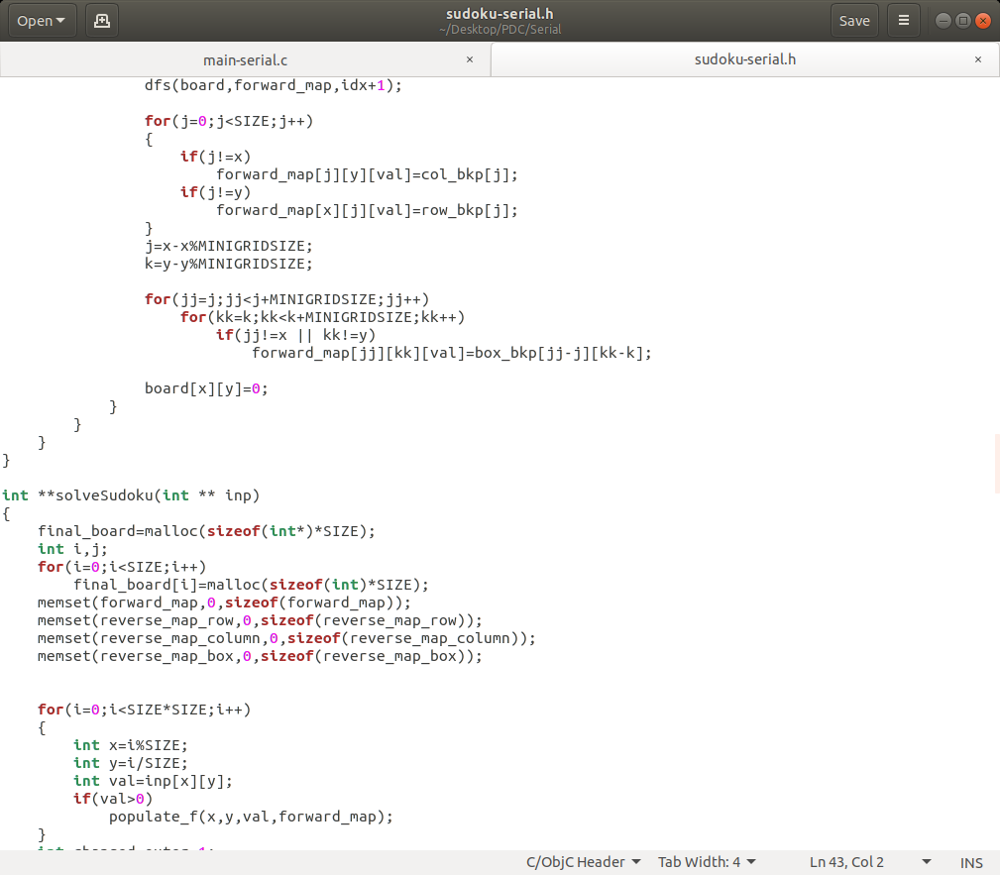 Open
sudoku-serial.h
~/Desktop/PDC/Serial
Save
main-serial.c ×
sudoku-serial.h ×
dfs(board,forward_map,idx+1);
for(j=0;j<SIZE;j++)
{
if(j!=x)
forward_map[j][y][val]=col_bkp[j];
if(j!=y)
forward_map[x][j][val]=row_bkp[j];
}
j=x-x%MINIGRIDSIZE;
k=y-y%MINIGRIDSIZE;
for(jj=j;jj<j+MINIGRIDSIZE;jj++)
for(kk=k;kk<k+MINIGRIDSIZE;kk++)
if(jj!=x || kk!=y)
forward_map[jj][kk][val]=box_bkp[jj-j][kk-k];
board[x][y]=0;
}
}
}
}
int **solveSudoku(int ** inp)
{
final_board=malloc(sizeof(int*)*SIZE);
int i,j;
for(i=0;i<SIZE;i++)
final_board[i]=malloc(sizeof(int)*SIZE);
memset(forward_map,0,sizeof(forward_map));
memset(reverse_map_row,0,sizeof(reverse_map_row));
memset(reverse_map_column,0,sizeof(reverse_map_column));
memset(reverse_map_box,0,sizeof(reverse_map_box));
for(i=0;i<SIZE*SIZE;i++)
{
int x=i%SIZE;
int y=i/SIZE;
int val=inp[x][y];
if(val>0)
populate_f(x,y,val,forward_map);
}
C/ObjC Header Tab Width: 4 Ln 43, Col 2 INS